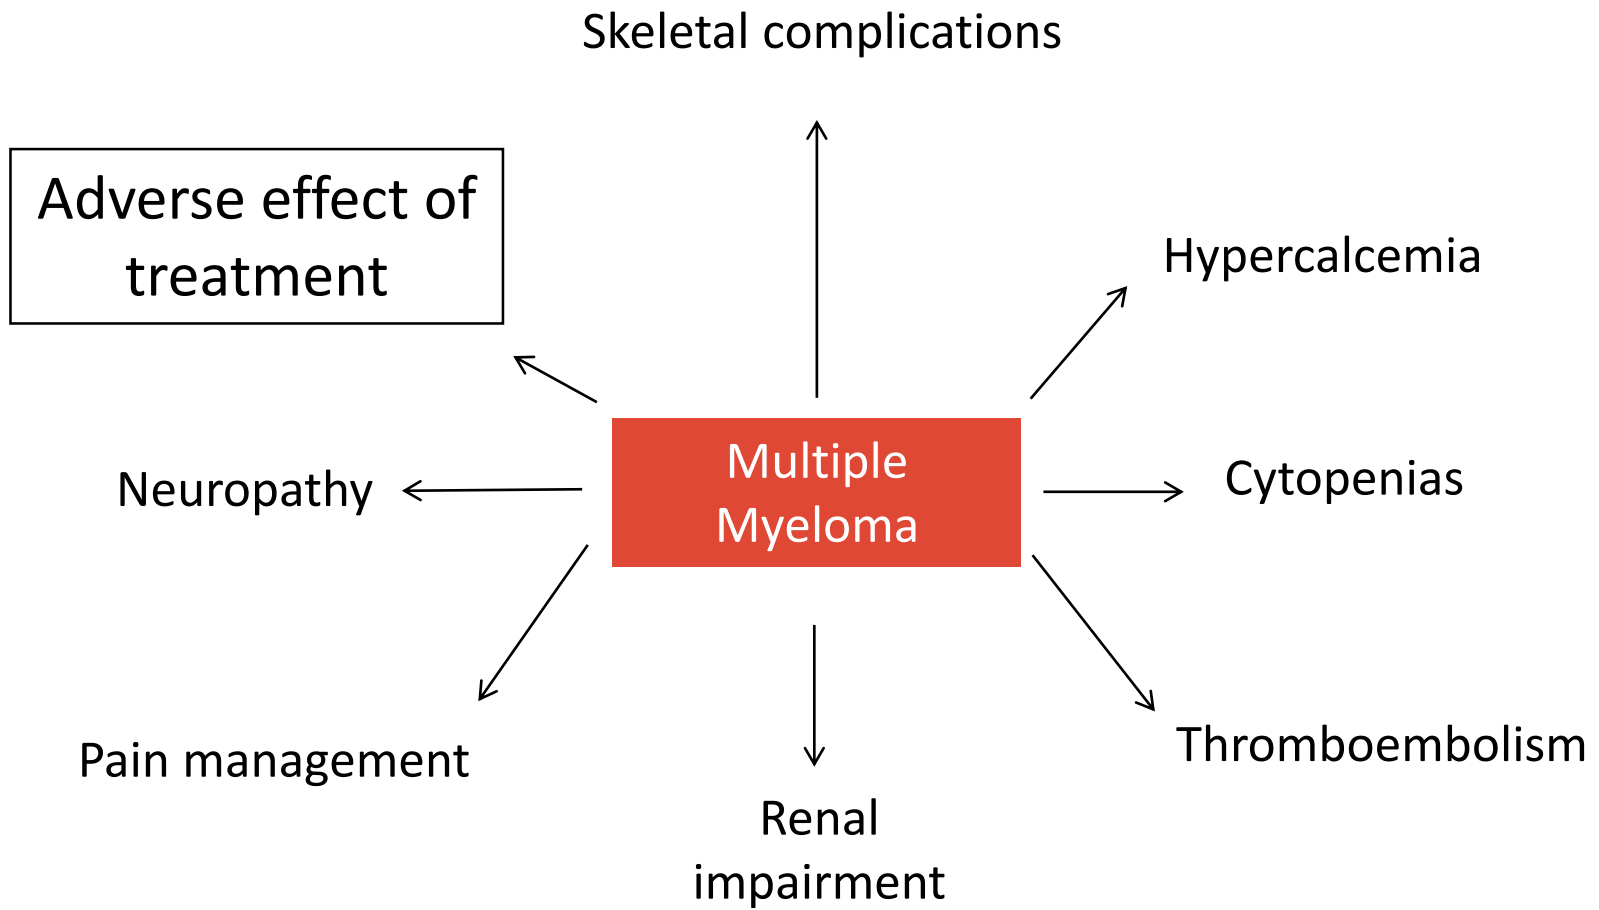 Skeletal complications
Adverse effect of
treatment
Hypercalcemia
Multiple
Myeloma
Neuropathy
Cytopenias
Pain management
Thromboembolism
Renal
impairment